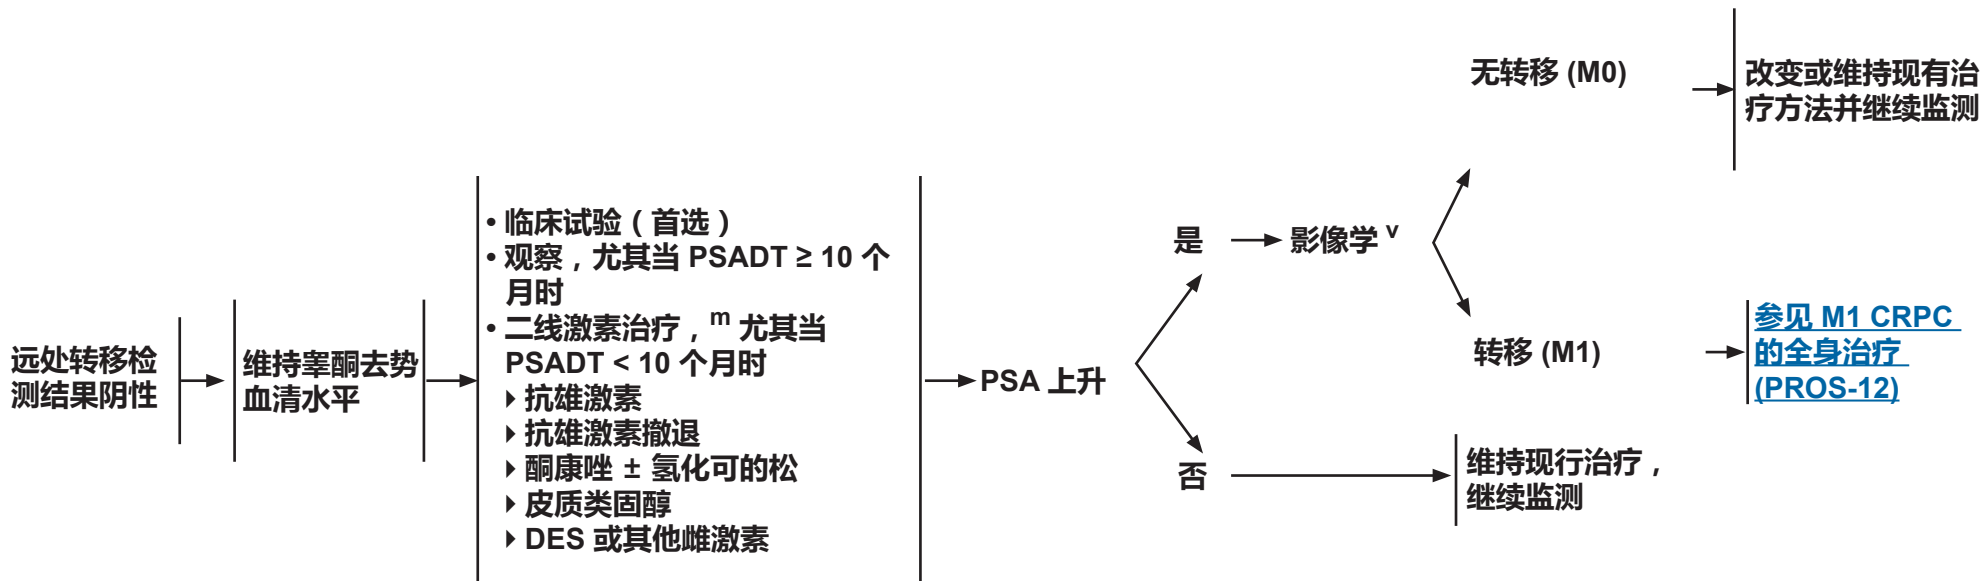 远处转移检
测结果阴性
维持睾酮去势
血清水平
• 临床试验（首选）
• 观察，尤其当 PSADT ≥ 10 个
月时
• 二线激素治疗，m 尤其当
PSADT < 10 个月时
抗雄激素
抗雄激素撤退
酮康唑 ± 氢化可的松
皮质类固醇
DES 或其他雌激素
PSA 上升
是
影像学 v
无转移 (M0)
改变或维持现有治
疗方法并继续监测
转移 (M1)
参见 M1 CRPC
的全身治疗
(PROS-12)
否
维持现行治疗，
继续监测